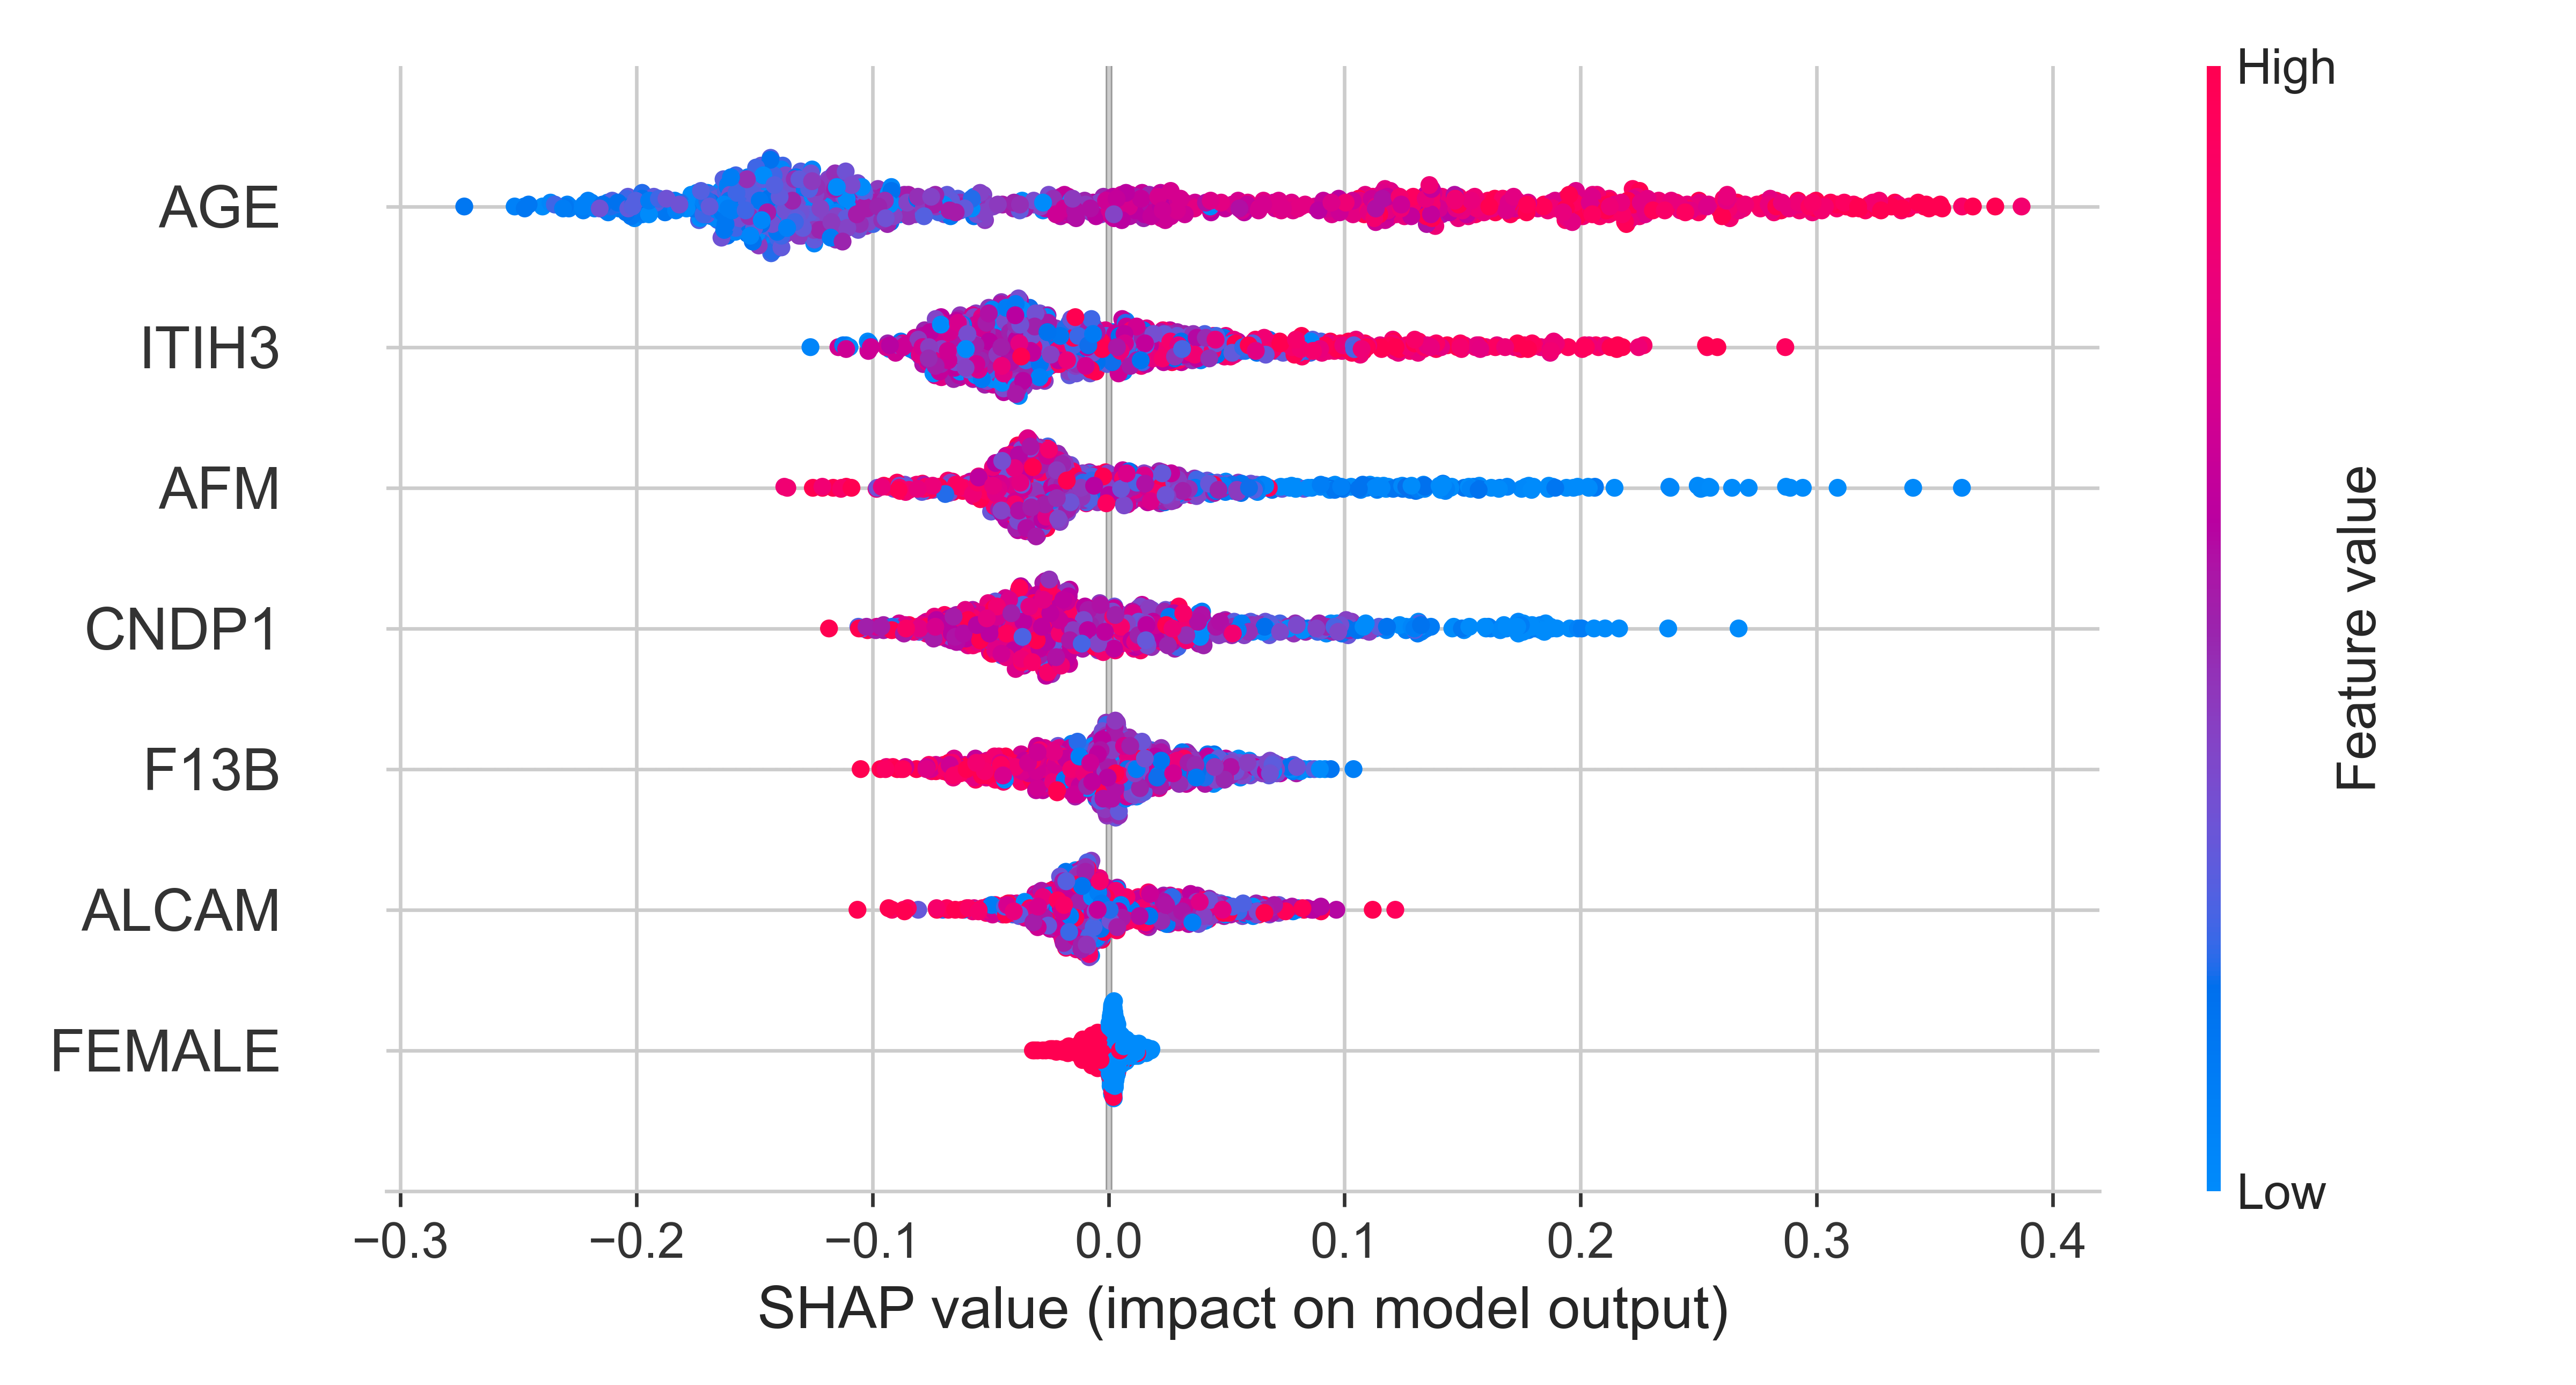 High
AGE
ITIH3
AFM
CNDP1
F13B
ALCAM
FEMALE
Feature value
Low
−0.3 −0.2 −0.1 0.0 0.1 0.2 0.3 0.4
SHAP value (impact on model output)